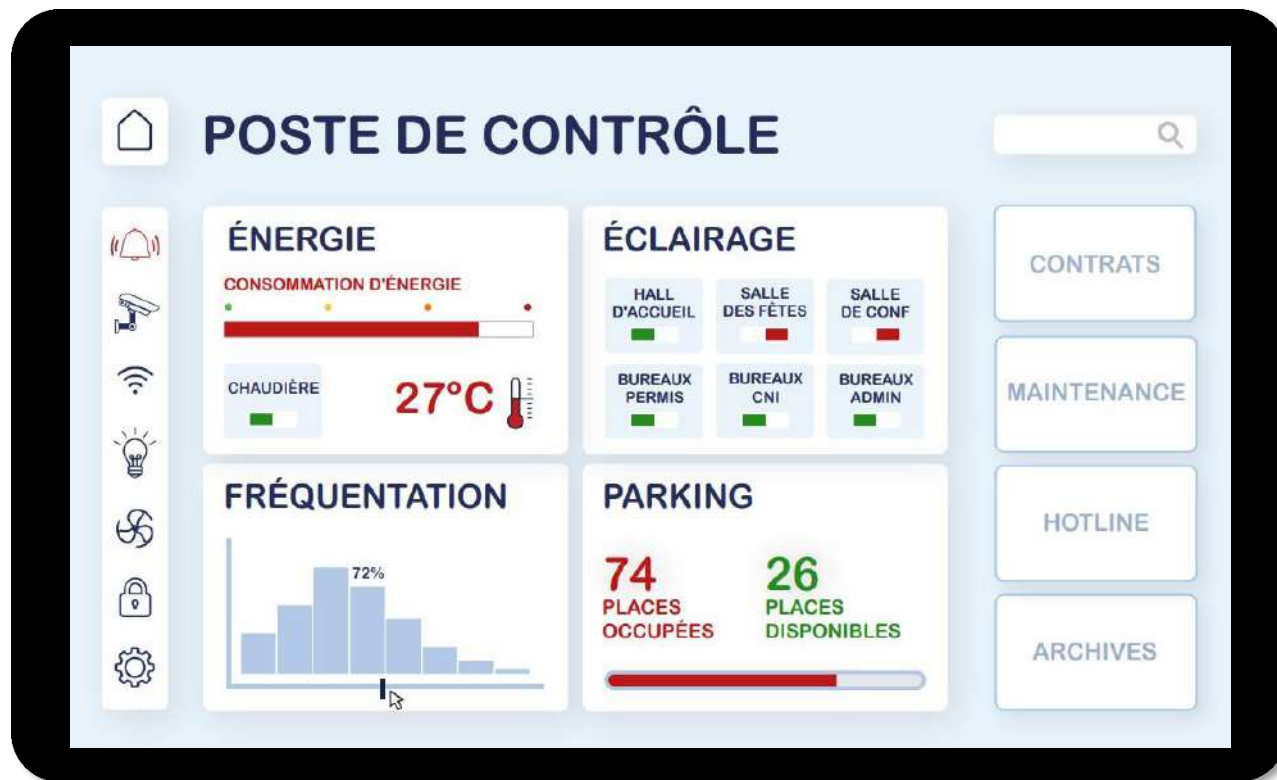 POSTE DE CONTRÔLE
ÉNERGIE
CONSOMMATION D'ÉNERGIE
CHAUDIÈRE
27°C
ÉCLAIRAGE
HALL
D'ACCUEIL
SALLE
DES FÊTES
SALLE
DE CONF
BUREAUX
PERMIS
BUREAUX
CNI
BUREAUX
ADMIN
FRÉQUENTATION
72%
PARKING
74
PLACES
OCCUPÉES
26
PLACES
DISPONIBLES
CONTRATS
MAINTENANCE
HOTLINE
ARCHIVES